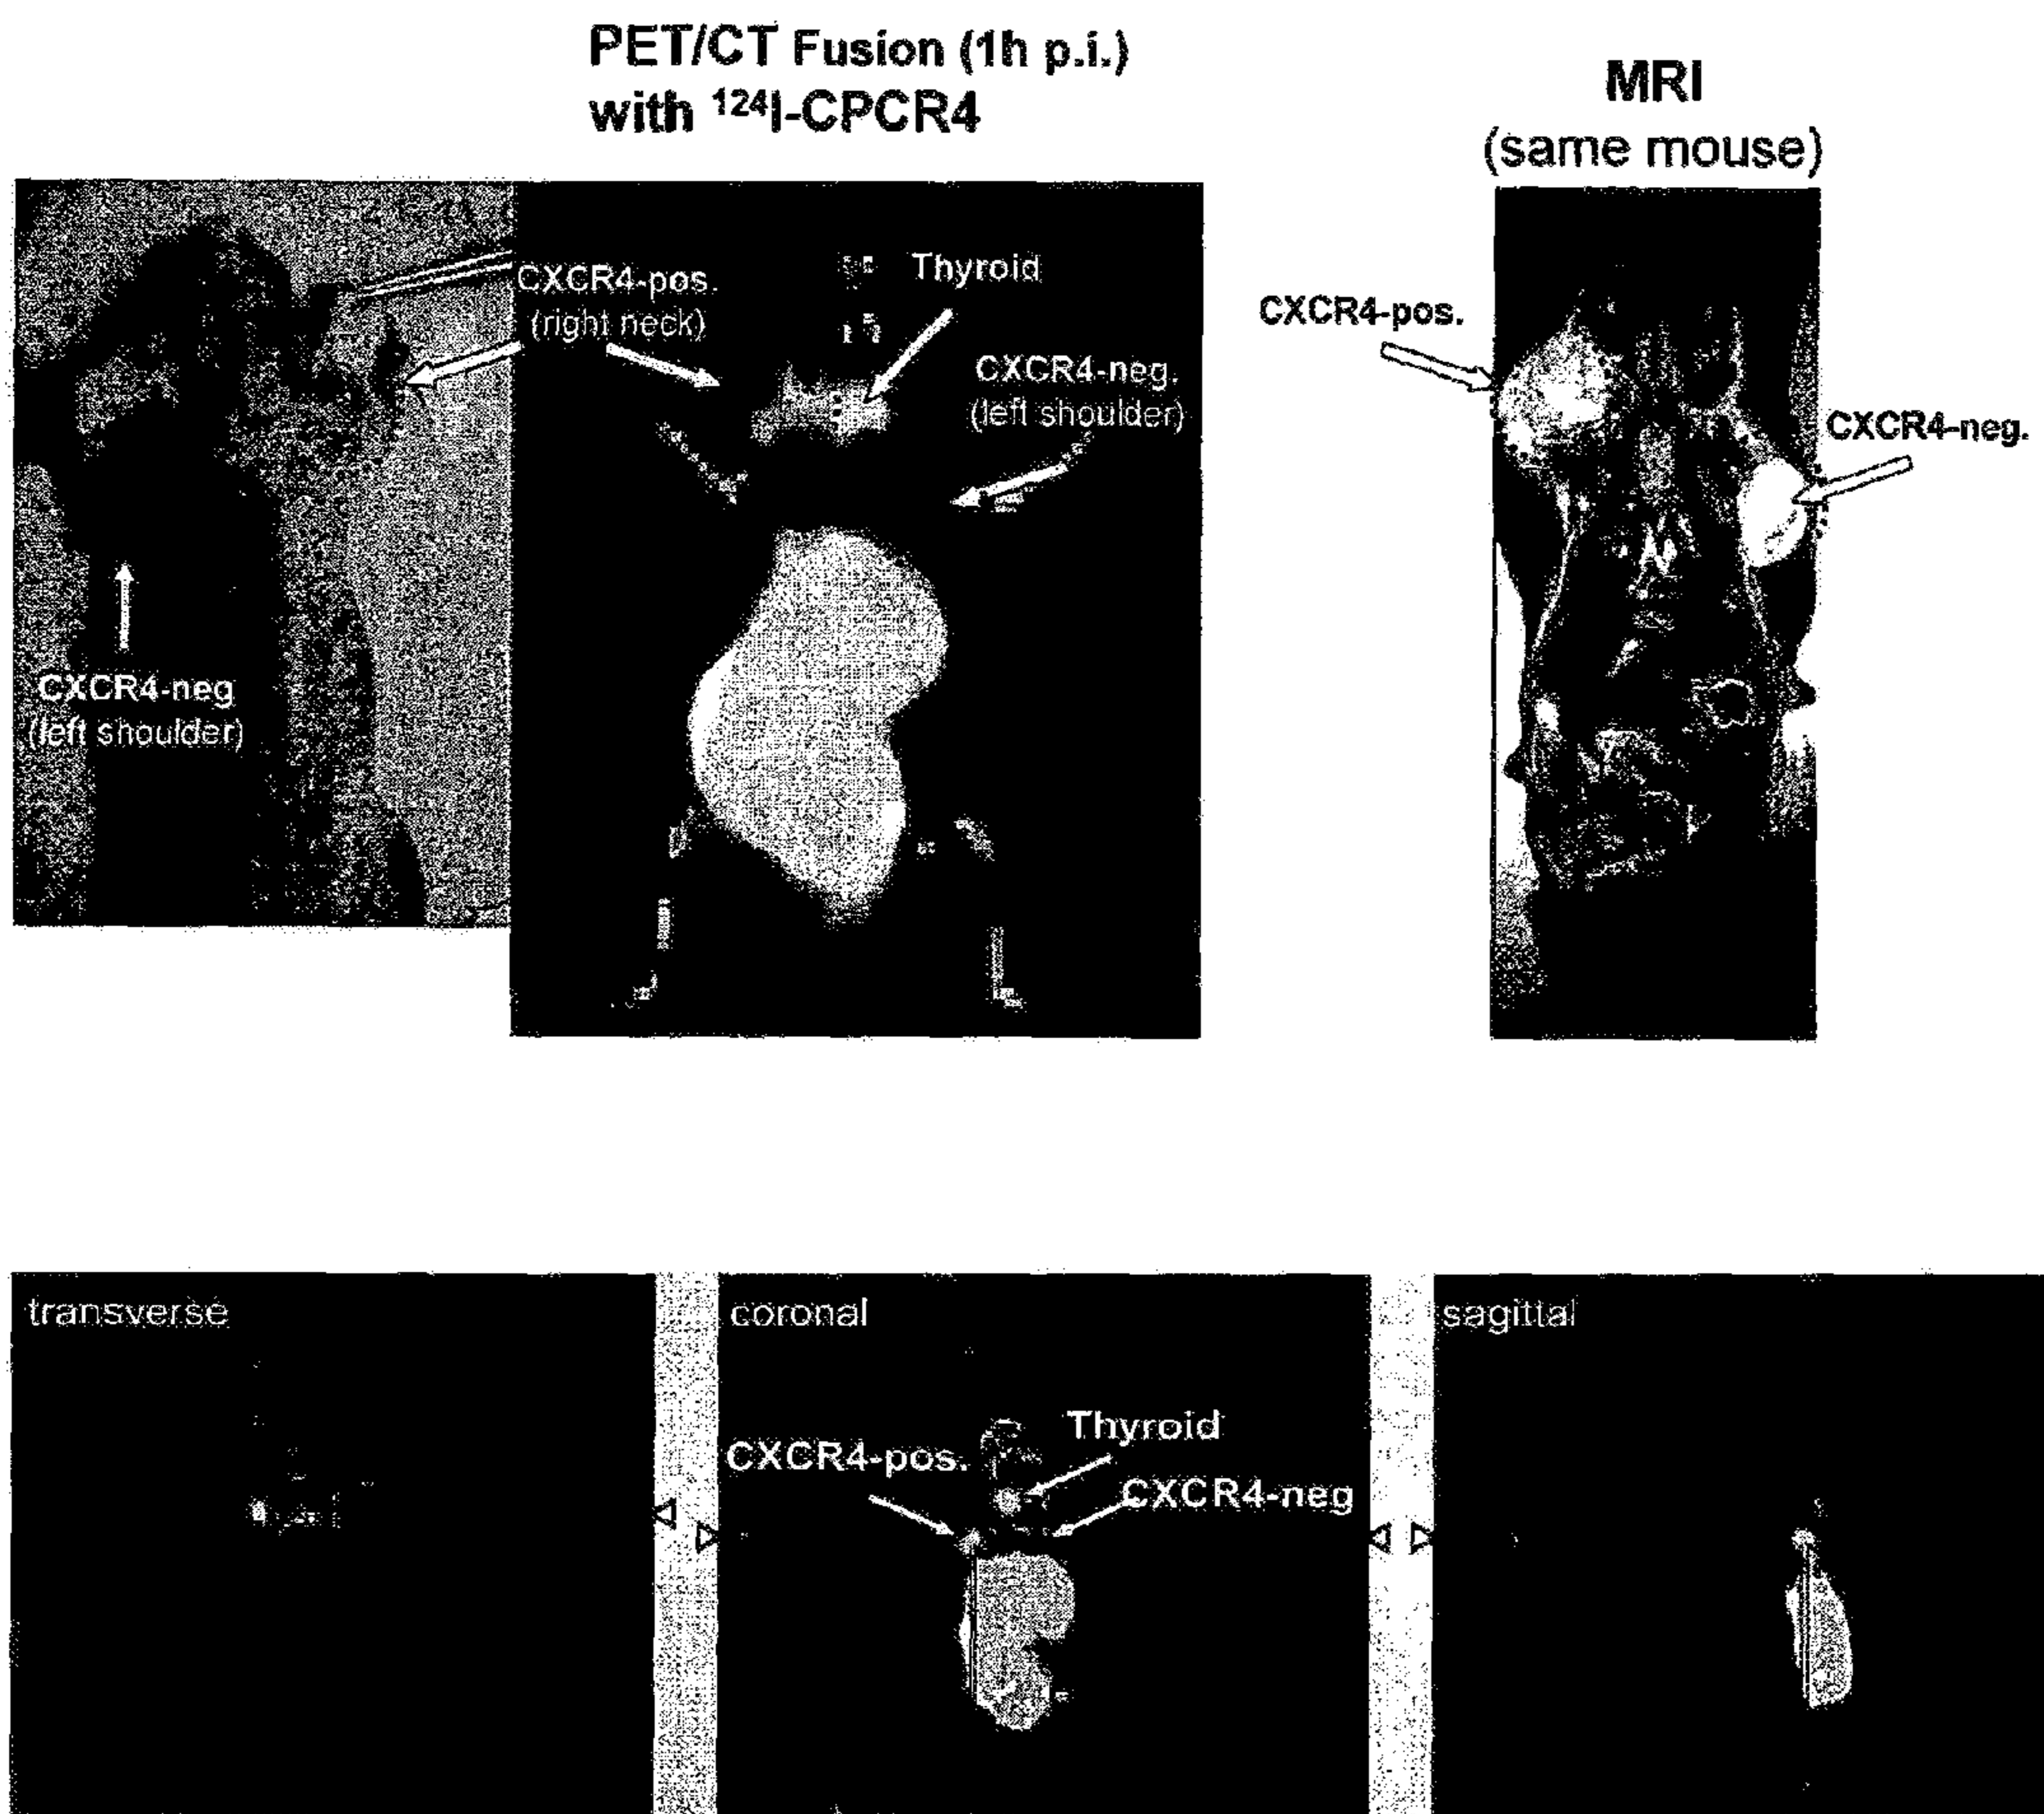 PET/CT Fusion (1h p.i.)
with ¹²⁴I-CPCR4
MRI
(same mouse)
CXCR4-pos.
(right neck)
Thyroid
CXCR4-neg.
(left shoulder)
CXCR4-neg
(left shoulder)
CXCR4-pos.
CXCR4-neg.
transverse
coronal
sagittal
Thyroid
CXCR4-pos.
CXCR4-neg